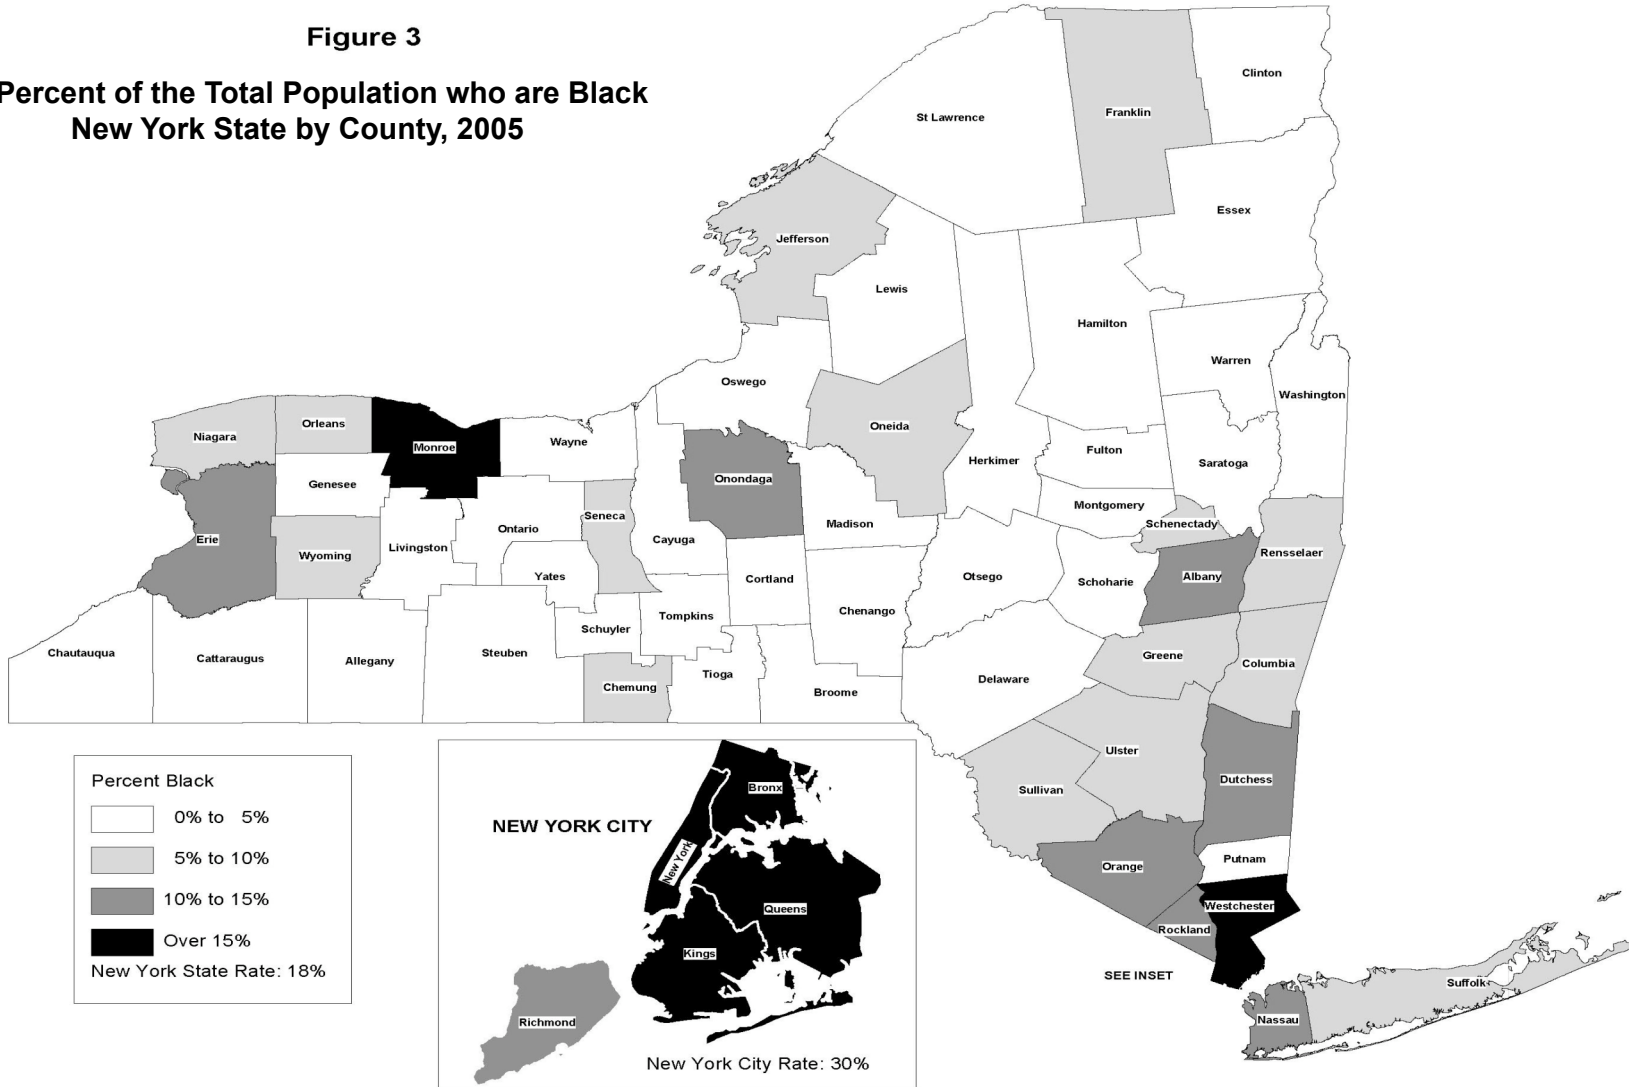 Figure 3
Percent of the Total Population who are Black
New York State by County, 2005
Clinton
Franklin
St Lawrence
Essex
Jefferson
Lewis
Hamilton
Warren
Oswego
Washington
Orleans
Niagara
Oneida
Wayne
Monroe
Fulton
Herkimer
Saratoga
Onondaga
Genesee
Montgomery
Seneca
Madison
Schenectady
Ontario
Erie
Cayuga
Livingston
Rensselaer
Wyoming
Yates
Cortland
Otsego
Albany
Schoharie
Chenango
Tompkins
Schuyler
Chautauqua
Steuben
Greene
Cattaraugus
Allegany
Columbia
Tioga
Delaware
Chemung
Broome
Ulster
Dutchess
Sullivan
Putnam
Orange
Westchester
Rockland
SEE INSET
Suffolk
Nassau
Percent Black
0% to 5%
5% to 10%
10% to 15%
Over 15%
New York State Rate: 18%
NEW YORK CITY
Bronx
New York
Queens
Kings
Richmond
New York City Rate: 30%